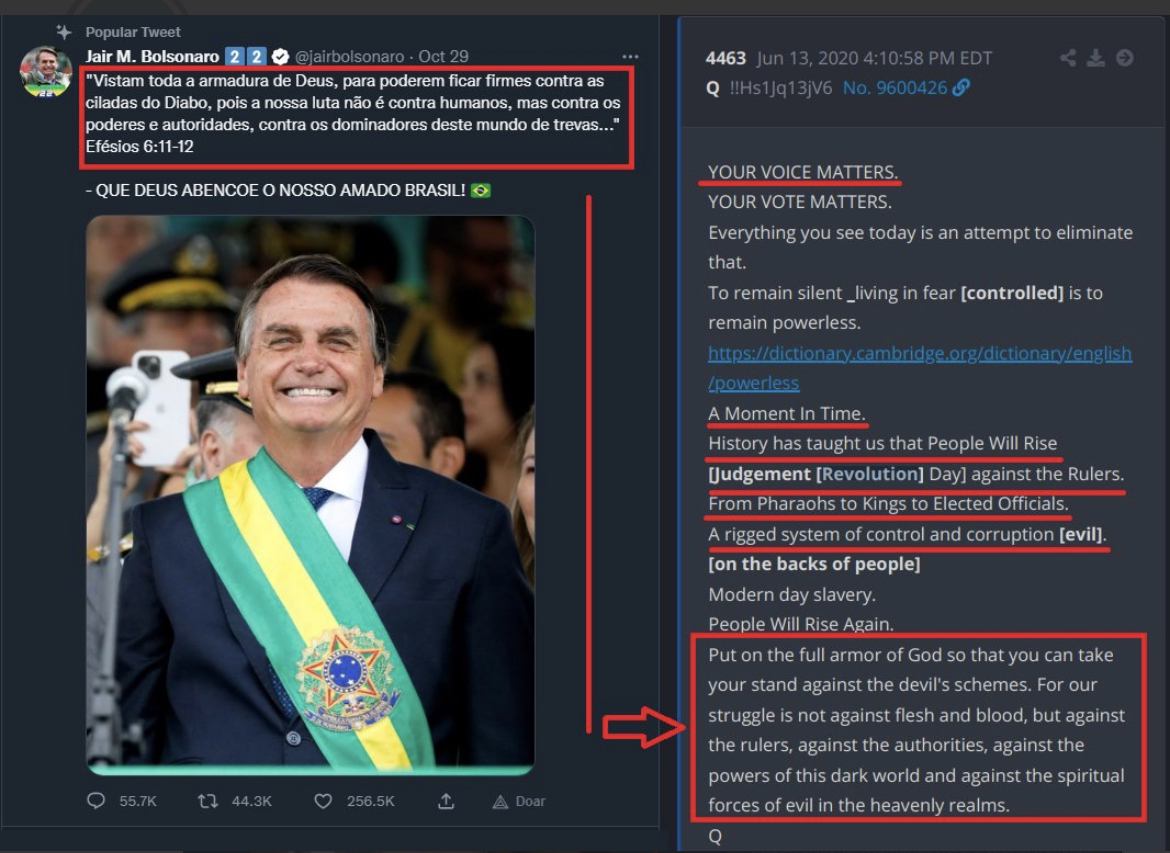 Popular Tweet
Jair M. Bolsonaro 2 2 @jairbolsonaro · Oct 29
"Vistam toda a armadura de Deus, para poderem ficar firmes contra as
ciladas do Diabo, pois a nossa luta não é contra humanos, mas contra os
poderes e autoridades, contra os dominadores deste mundo de trevas..."
Efésios 6:11-12
- QUE DEUS ABENCOE O NOSSO AMADO BRASIL! 🇧🇷
55.7K 44.3K 256.5K Doar
4463 Jun 13, 2020 4:10:58 PM EDT
Q !!Hs1Jq13jV6 No. 9600426
YOUR VOICE MATTERS.
YOUR VOTE MATTERS.
Everything you see today is an attempt to eliminate
that.
To remain silent _living in fear [controlled] is to
remain powerless.
https://dictionary.cambridge.org/dictionary/english
/powerless
A Moment In Time.
History has taught us that People Will Rise
[Judgement [Revolution] Day] against the Rulers.
From Pharaohs to Kings to Elected Officials.
A rigged system of control and corruption [evil].
[on the backs of people]
Modern day slavery.
People Will Rise Again.
Put on the full armor of God so that you can take
your stand against the devil's schemes. For our
struggle is not against flesh and blood, but against
the rulers, against the authorities, against the
powers of this dark world and against the spiritual
forces of evil in the heavenly realms.
Q